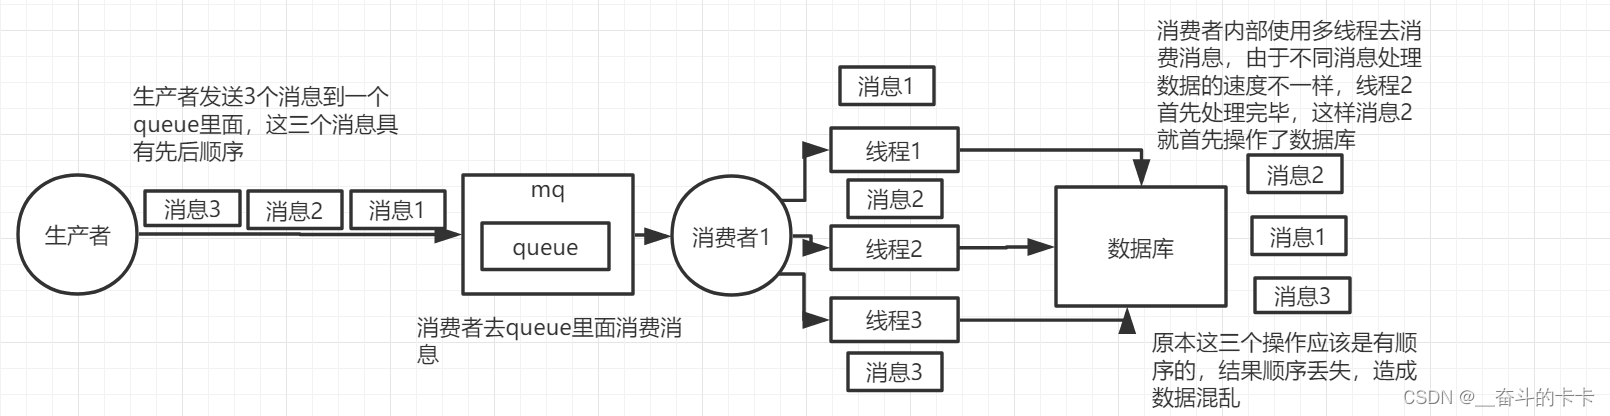 生产者发送3个消息到一个
queue里面，这三个消息具
有先后顺序
生产者
消息3
消息2
消息1
mq
queue
消费者去queue里面消费消
息
消费者1
消息1
线程1
消息2
线程2
线程3
消息3
数据库
消费者内部使用多线程去消
费消息，由于不同消息处理
数据的速度不一样，线程2
首先处理完毕，这样消息2
就首先操作了数据库
消息2
消息1
消息3
原本这三个操作应该是有顺
序的，结果顺序丢失，造成
数据混乱
CSDN @__奋斗的卡卡